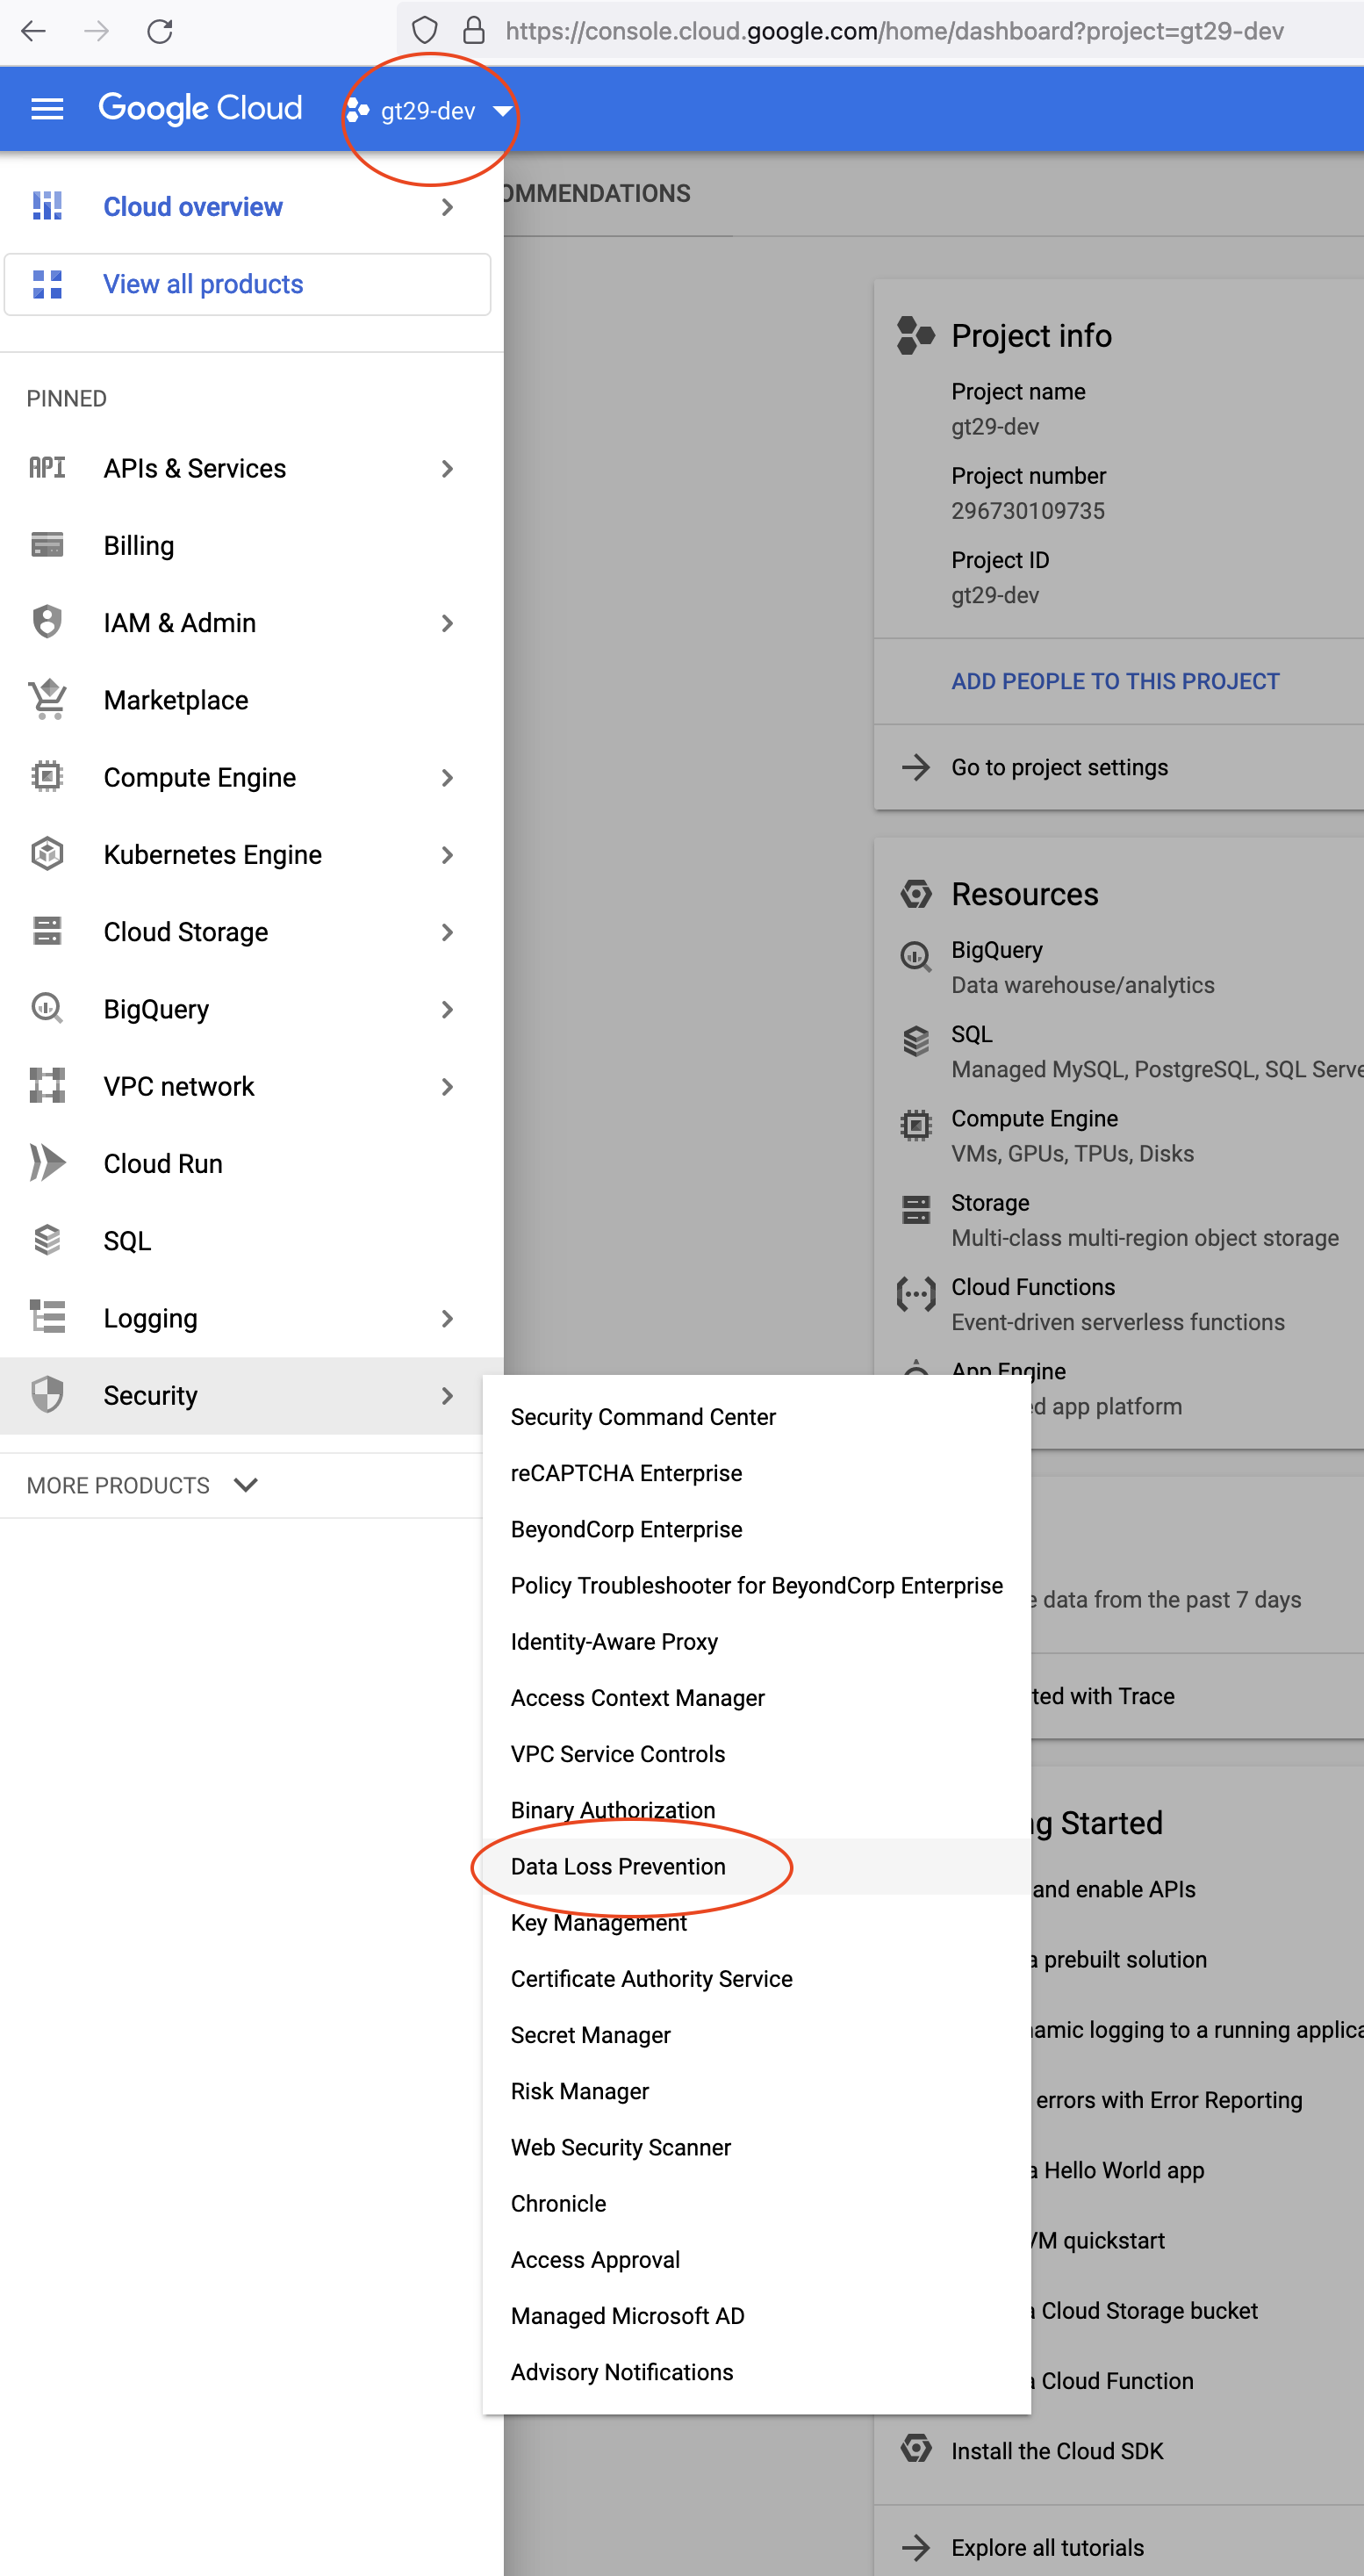 https://console.cloud.google.com/home/dashboard?project=gt29-dev
Google Cloud
gt29-dev
Cloud overview
View all products
PINNED
API APIs & Services
Billing
IAM & Admin
Marketplace
Compute Engine
Kubernetes Engine
Cloud Storage
BigQuery
VPC network
Cloud Run
SQL
Logging
Security
MORE PRODUCTS
Security Command Center
reCAPTCHA Enterprise
BeyondCorp Enterprise
Policy Troubleshooter for BeyondCorp Enterprise
Identity-Aware Proxy
Access Context Manager
VPC Service Controls
Binary Authorization
Data Loss Prevention
Key Management
Certificate Authority Service
Secret Manager
Risk Manager
Web Security Scanner
Chronicle
Access Approval
Managed Microsoft AD
Advisory Notifications
OMMENDATIONS
Project info
Project name
gt29-dev
Project number
296730109735
Project ID
gt29-dev
ADD PEOPLE TO THIS PROJECT
Go to project settings
Resources
BigQuery
Data warehouse/analytics
SQL
Managed MySQL, PostgreSQL, SQL Serve
Compute Engine
VMs, GPUs, TPUs, Disks
Storage
Multi-class multi-region object storage
Cloud Functions
Event-driven serverless functions
App Engine
d app platform
data from the past 7 days
ted with Trace
g Started
and enable APIs
a prebuilt solution
amic logging to a running applica
errors with Error Reporting
a Hello World app
VM quickstart
a Cloud Storage bucket
a Cloud Function
Install the Cloud SDK
Explore all tutorials